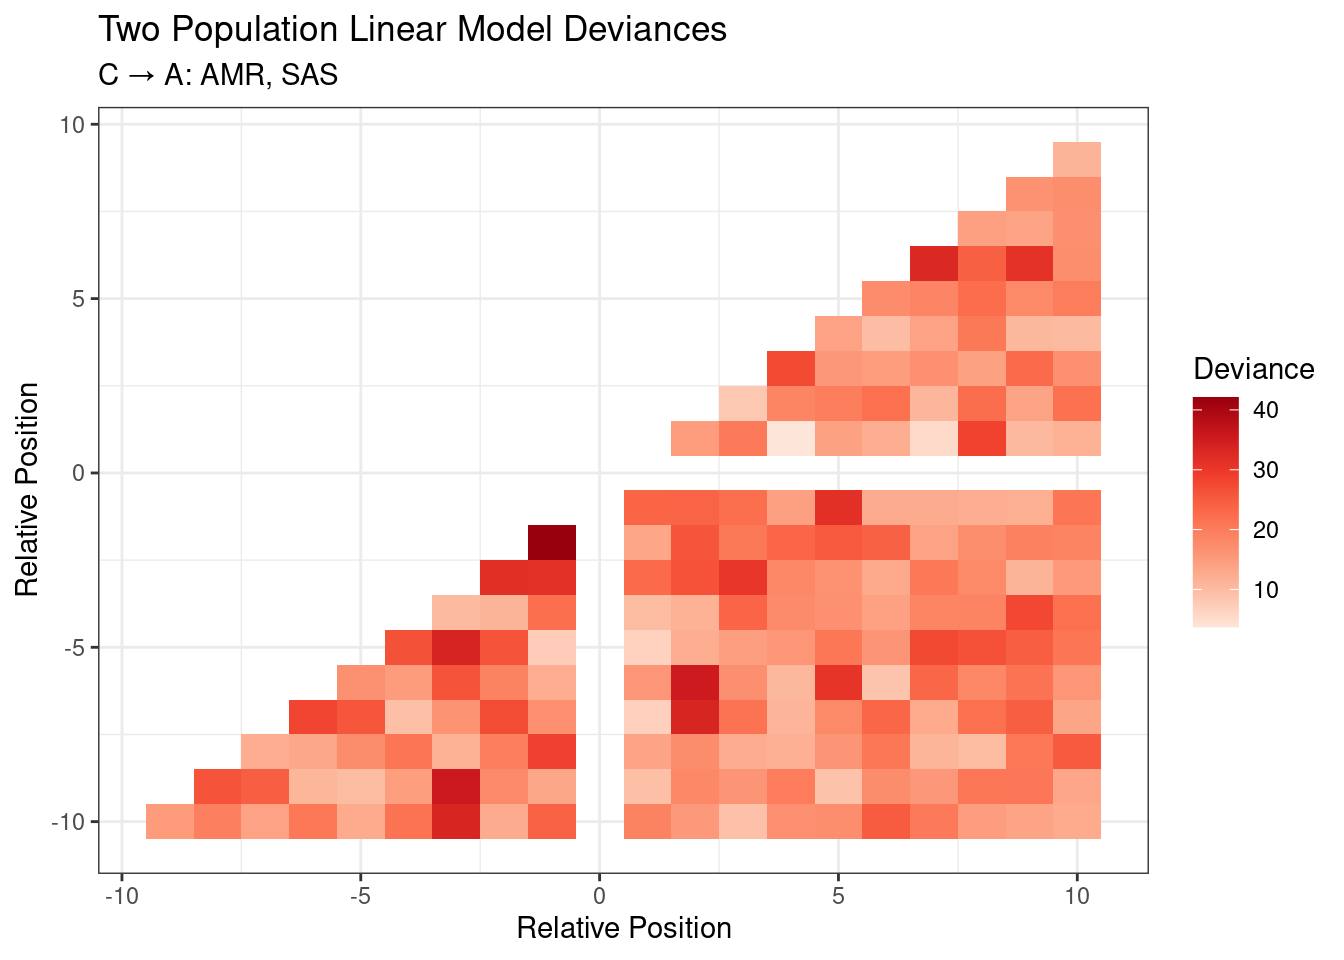 Two Population Linear Model Deviances
C → A: AMR, SAS
10
5
0
-5
-10
Relative Position
-10
-5
0
5
10
Relative Position
Deviance
40
30
20
10